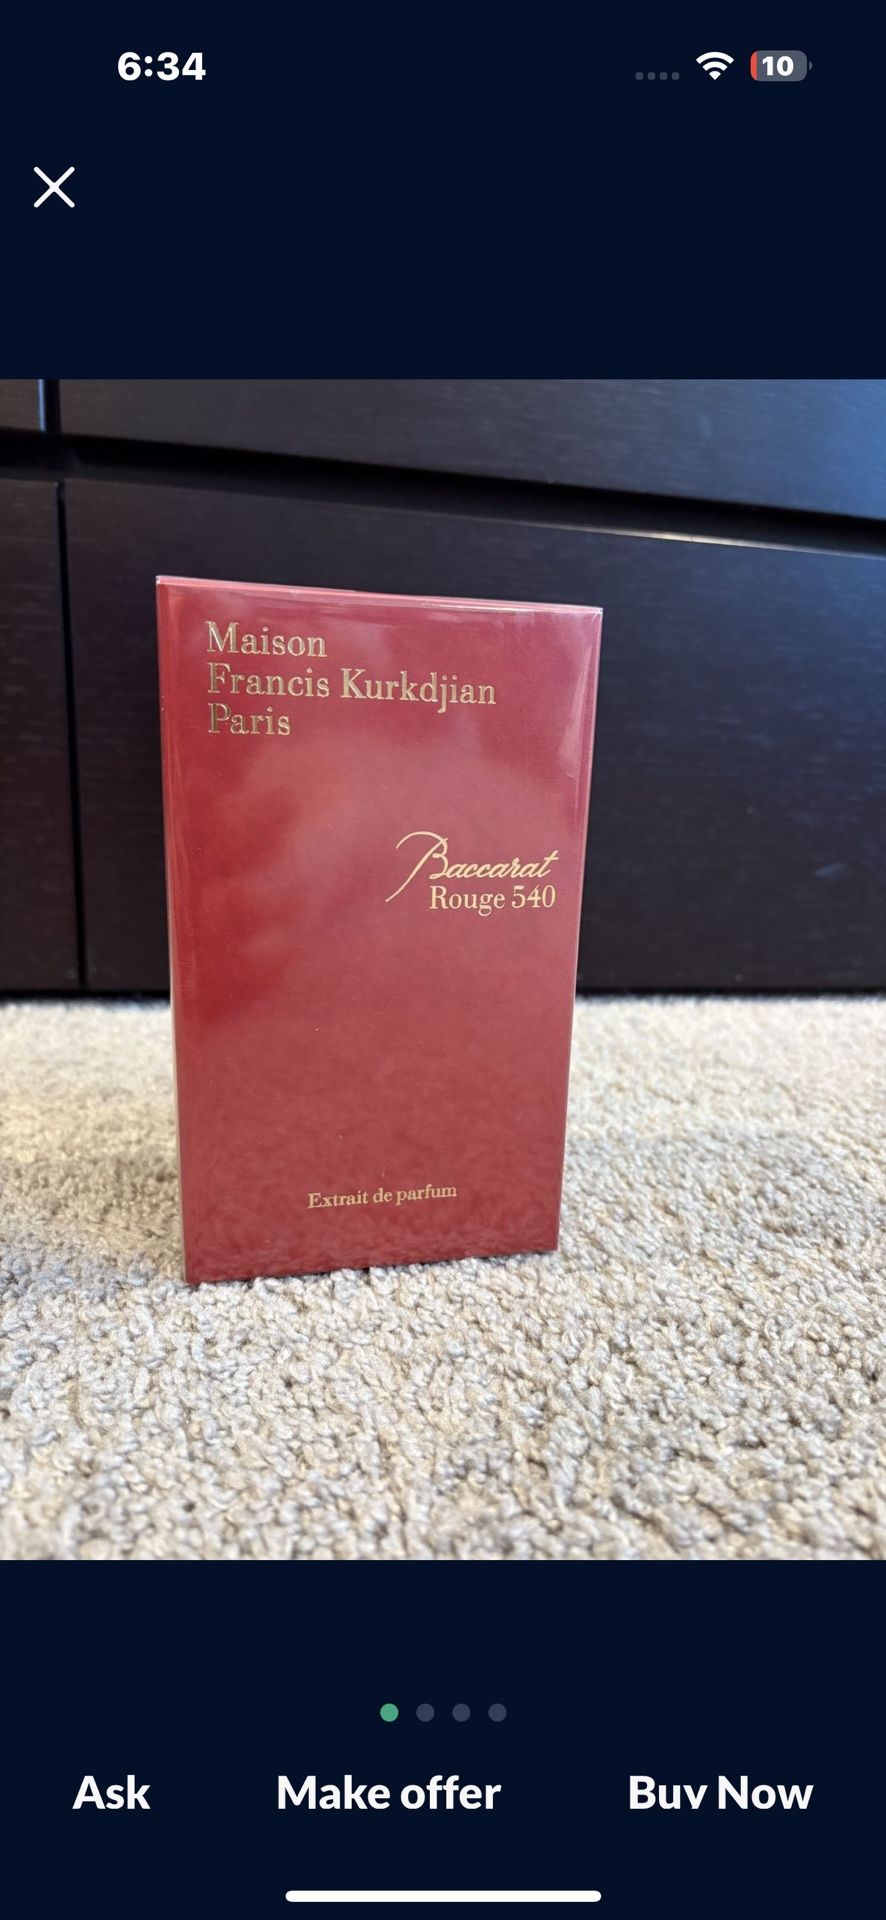 6:34
10
Maison
Francis Kurkdjian
Paris
Baccarat
Rouge 540
Extrait de parfum
Ask Make offer Buy Now